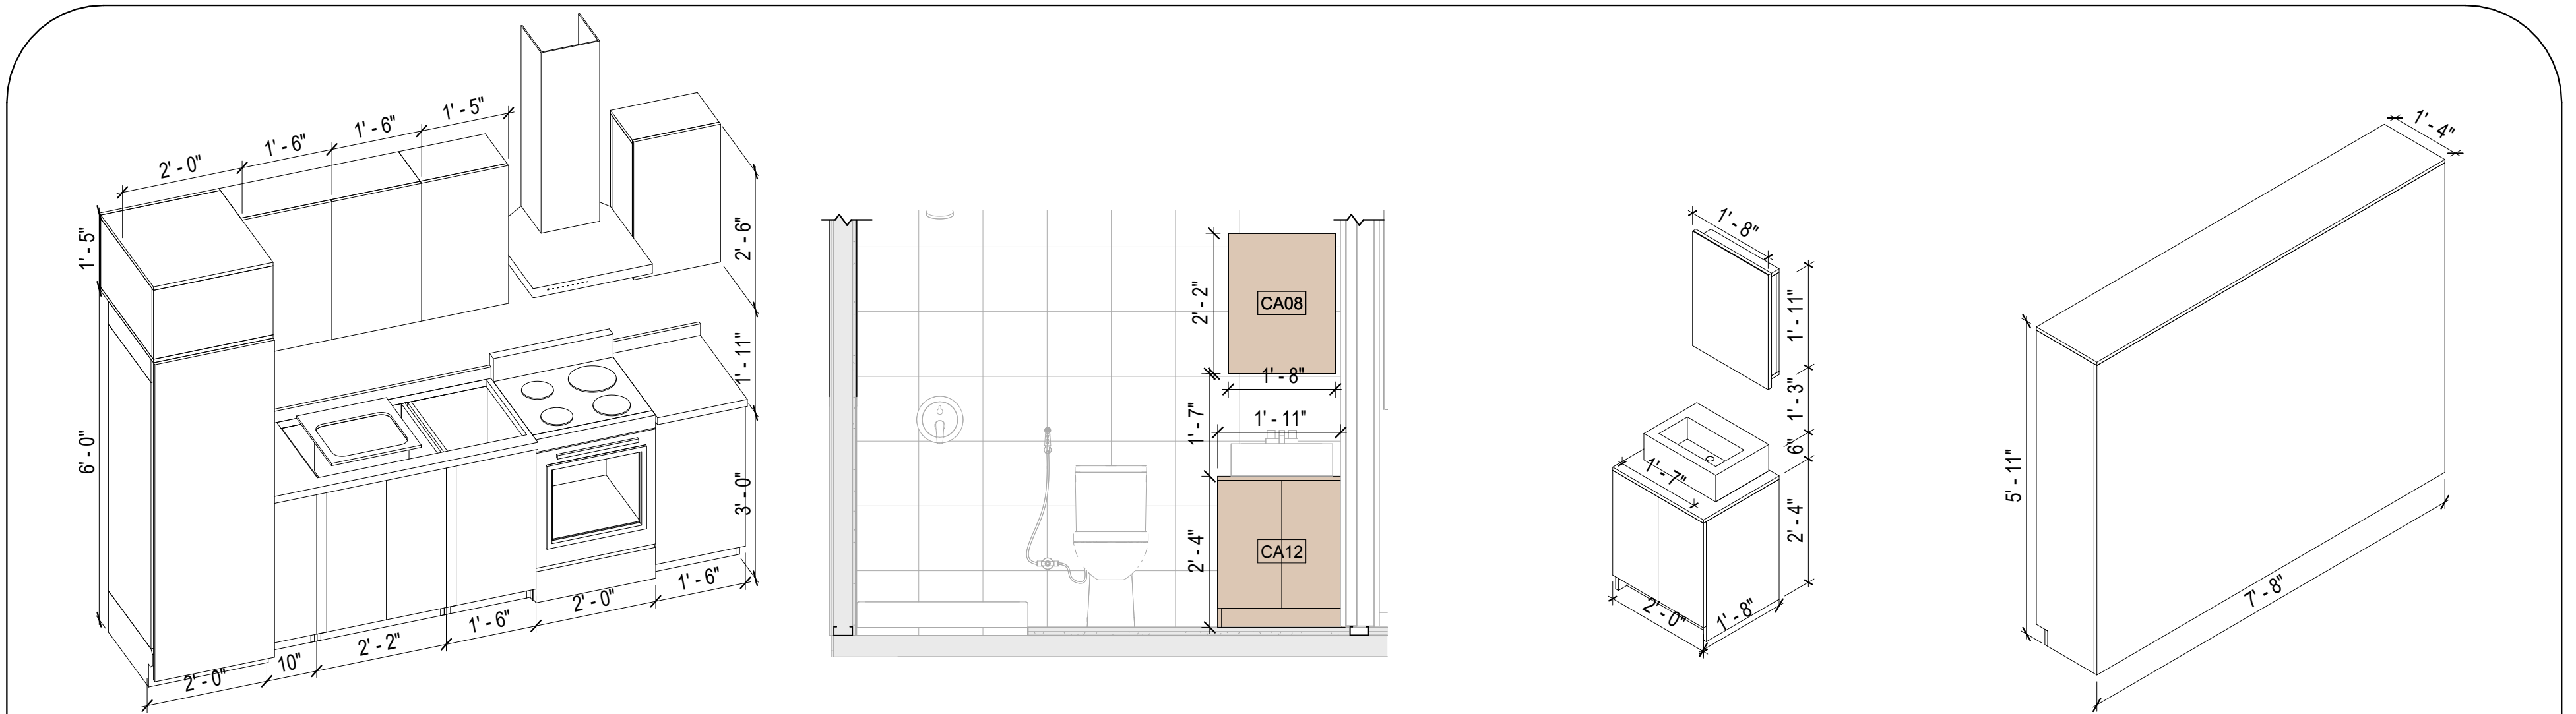 2' - 0"
1' - 6"
1' - 6"
1' - 5"
1' - 5"
6' - 0"
2' - 6"
1' - 11"
3' - 0"
2' - 0"
10"
2' - 2"
1' - 6"
2' - 0"
1' - 6"
2' - 2"
CA08
1' - 8"
1' - 7"
1' - 11"
2' - 4"
CA12
1' - 8"
1' - 11"
1' - 3"
6"
1' - 7"
2' - 4"
2' - 0"
1' - 8"
1' - 4"
5' - 11"
7' - 8"